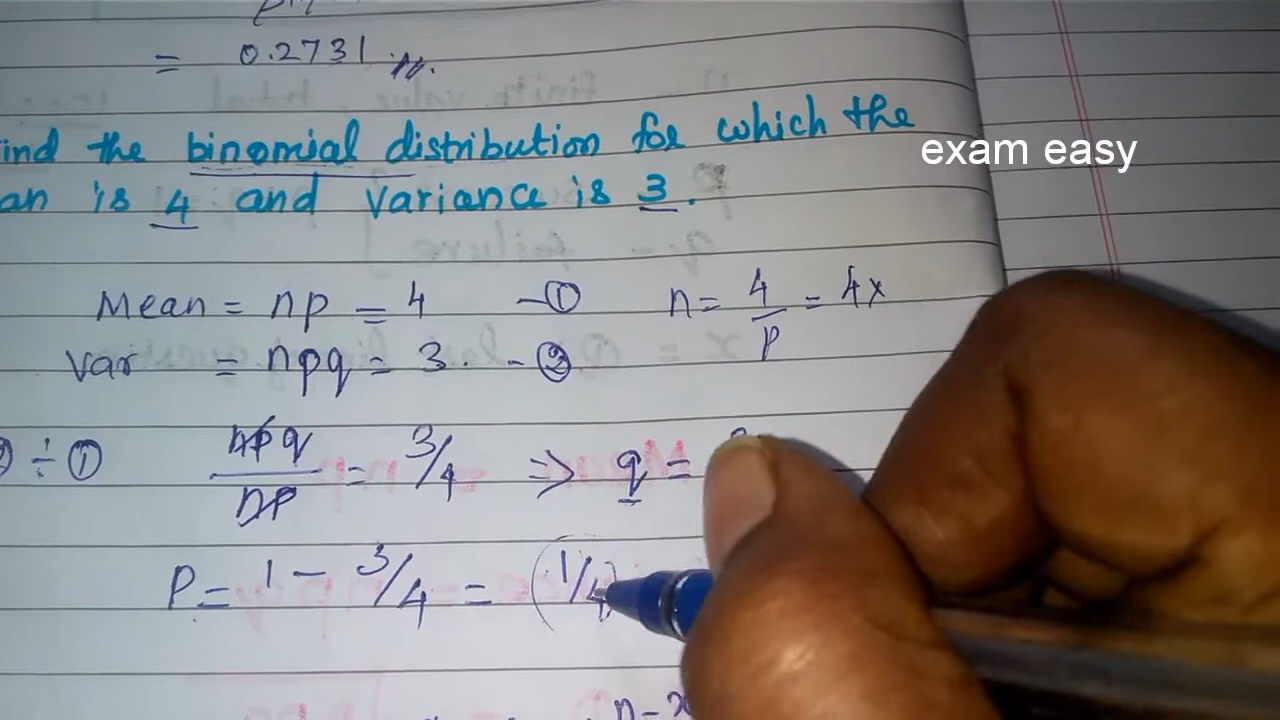 = 0.2731
ind the binomial distribution for which the
exam easy
an is 4 and variance is 3.
Mean = np = 4 - ① n = 4/p = 4x
Var = npq = 3. - ②
÷ ① npq/np = 3/4 => q =
P = 1 - 3/4 = (1/4)
n-x